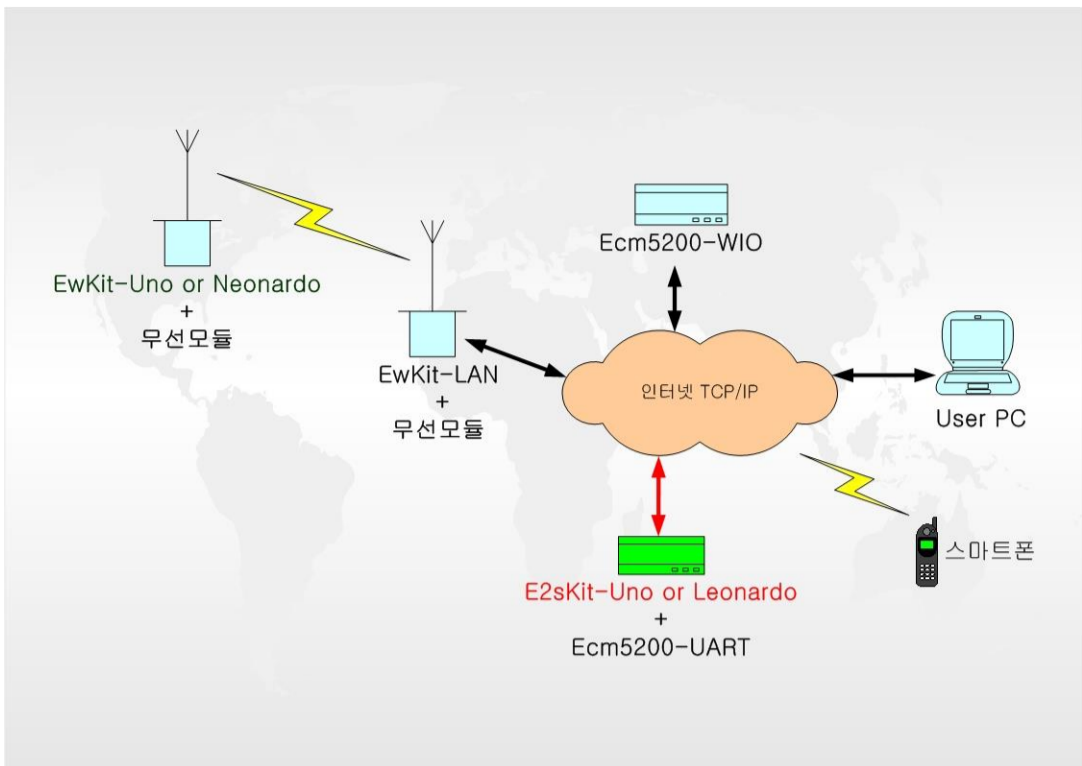 Ecm5200-WIO
EwKit-Uno or Neonardo
+
무선모듈
EwKit-LAN
+
무선모듈
인터넷 TCP/IP
User PC
스마트폰
E2sKit-Uno or Leonardo
+
Ecm5200-UART